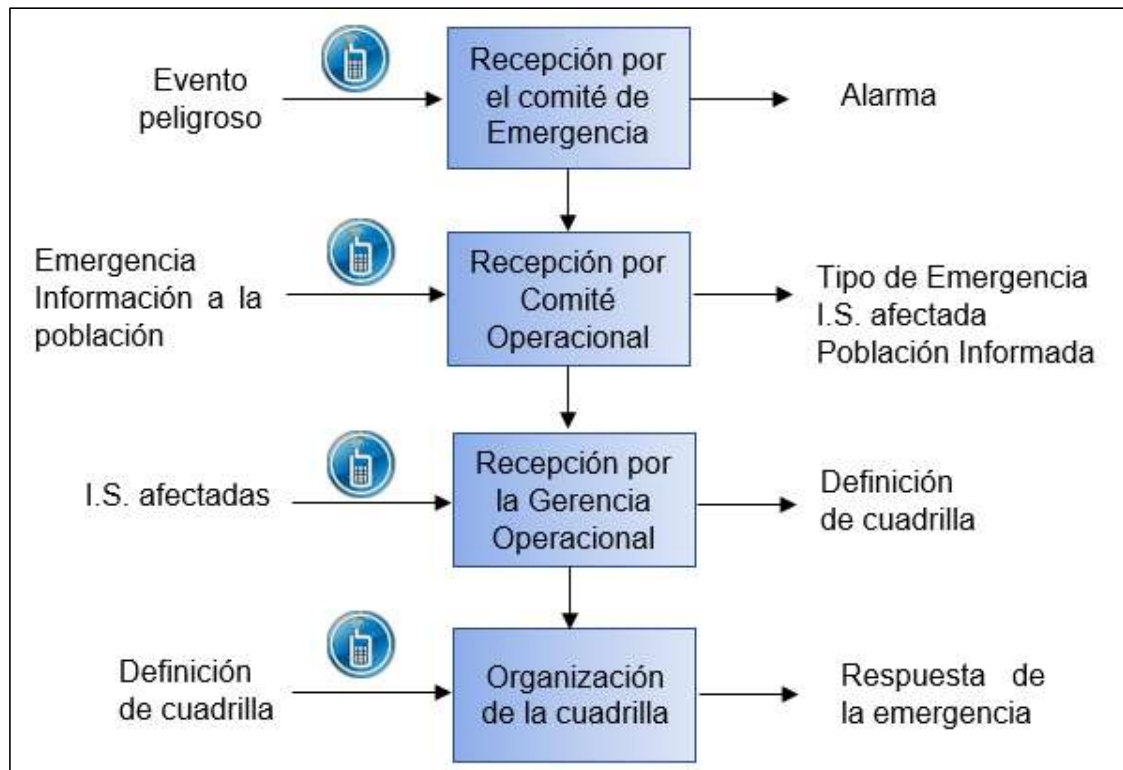 Evento
peligroso
Recepción por
el comité de
Emergencia
Alarma
Emergencia
Información a la
población
Recepción por
Comité
Operacional
Tipo de Emergencia
I.S. afectada
Población Informada
I.S. afectadas
Recepción por
la Gerencia
Operacional
Definición
de cuadrilla
Definición
de cuadrilla
Organización
de la cuadrilla
Respuesta de
la emergencia